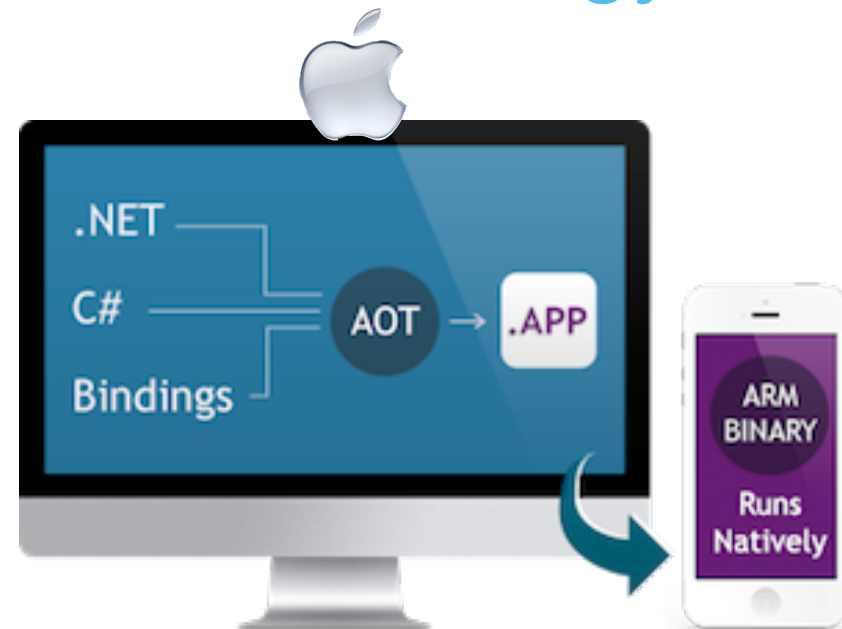 .NET
C#
Bindings
AOT
.APP
ARM
BINARY
Runs
Natively